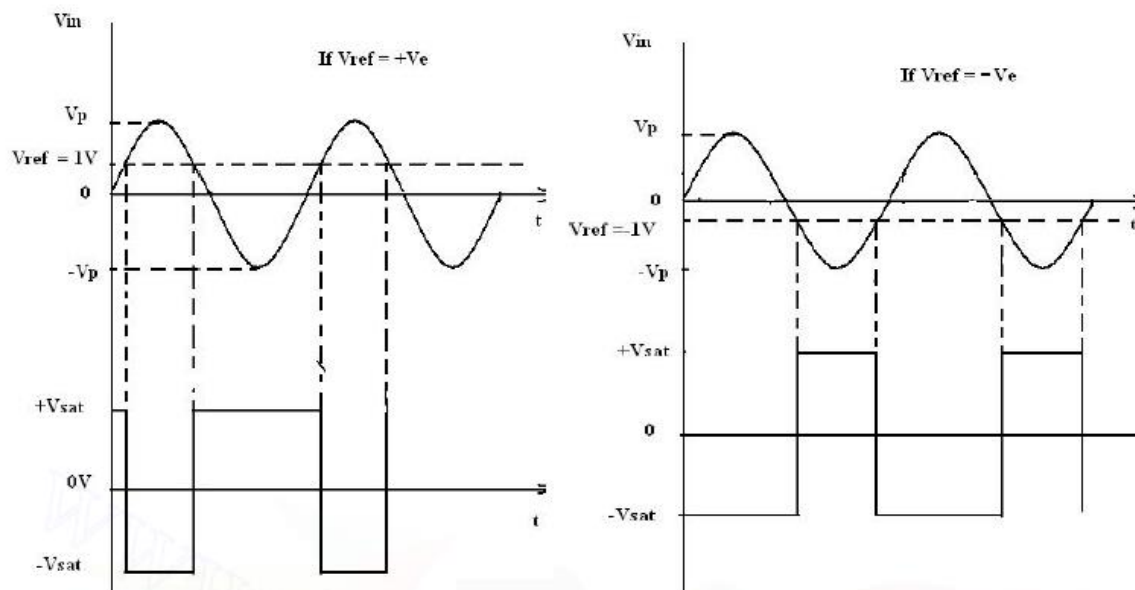 Vin
If Vref = +Ve
Vp
Vref = 1V
0
t
-Vp
+Vsat
0V
t
-Vsat
Vin
If Vref = -Ve
Vp
0
Vref =-1V
t
-Vp
+Vsat
0
-Vsat